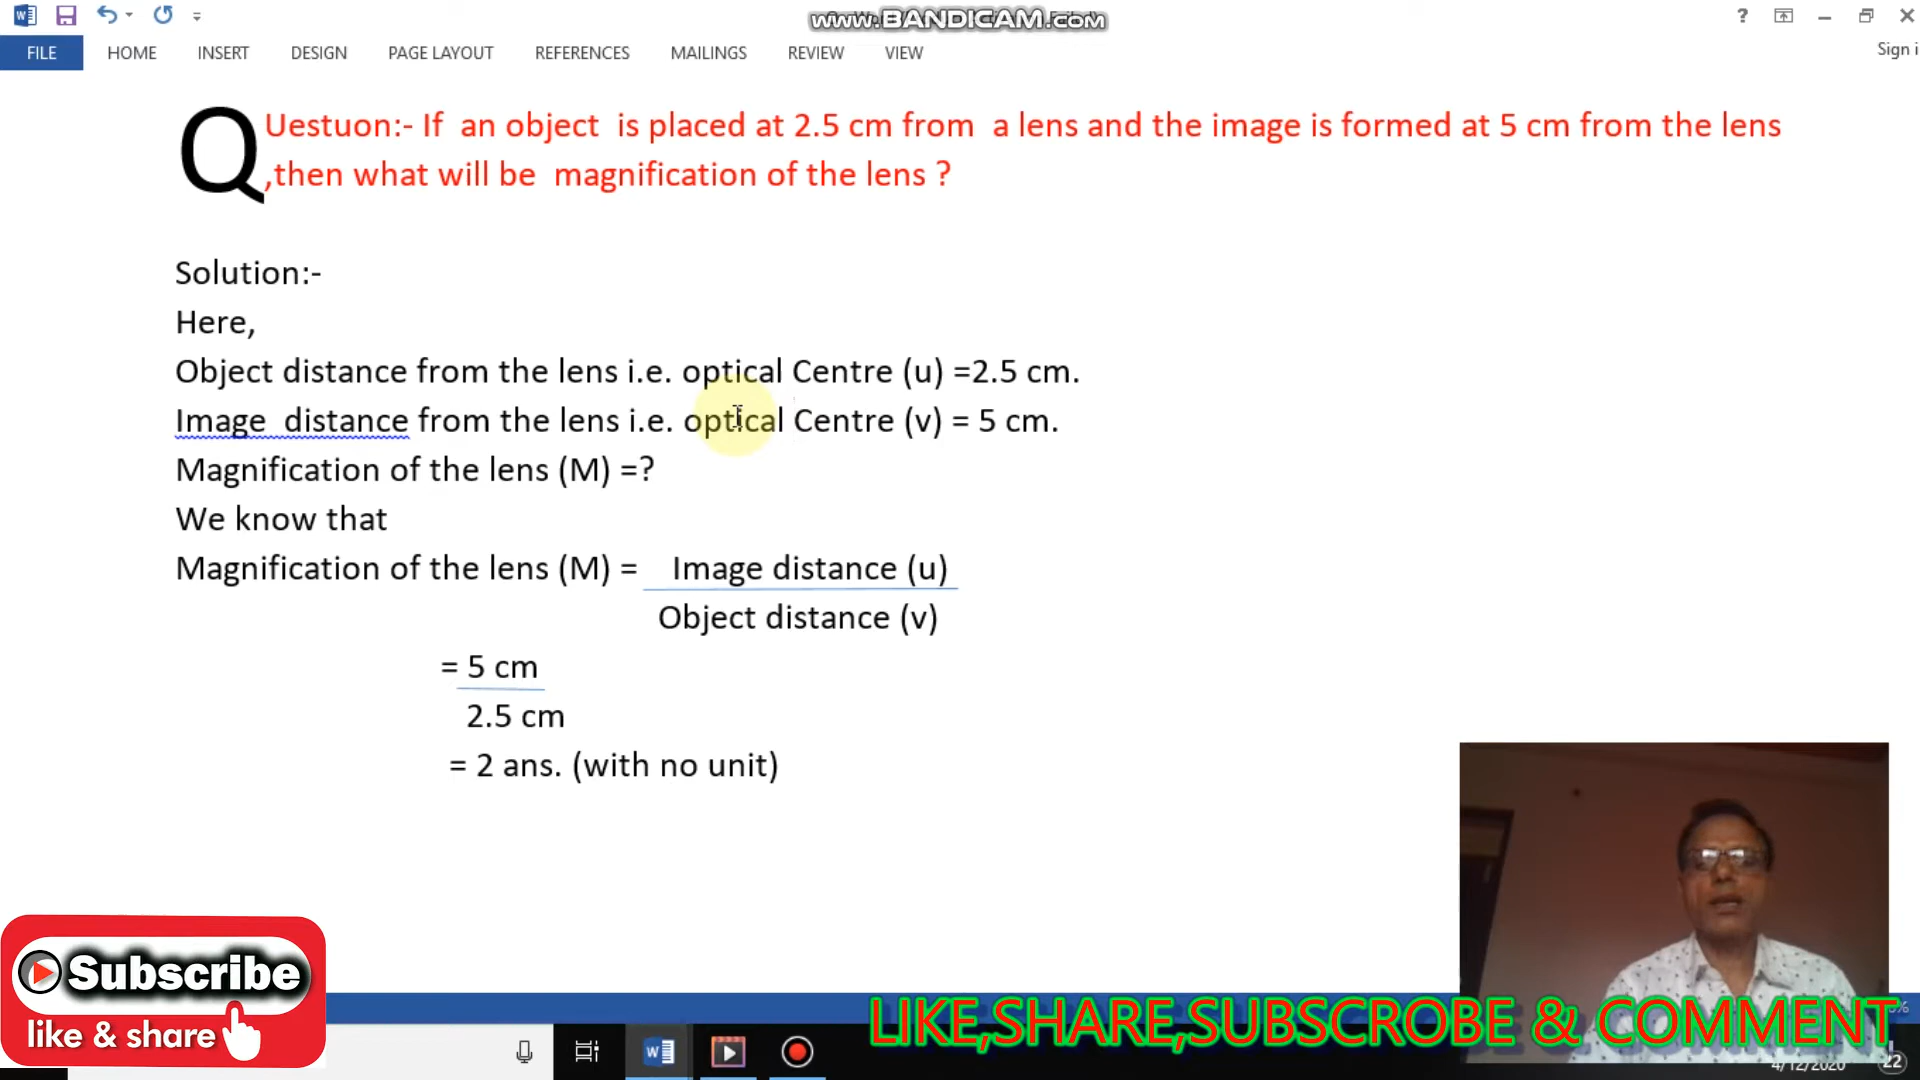 www.BANDICAM.com
FILE HOME INSERT DESIGN PAGE LAYOUT REFERENCES MAILINGS REVIEW VIEW
Sign i
QUestuon:- If an object is placed at 2.5 cm from a lens and the image is formed at 5 cm from the lens
,then what will be magnification of the lens ?
Solution:-
Here,
Object distance from the lens i.e. optical Centre (u) =2.5 cm.
Image distance from the lens i.e. optical Centre (v) = 5 cm.
Magnification of the lens (M) =?
We know that
Magnification of the lens (M) = Image distance (u)
Object distance (v)
= 5 cm
2.5 cm
= 2 ans. (with no unit)
Subscribe
like & share
LIKE,SHARE,SUBSCROBE & COMMENT
4/12/2020
22